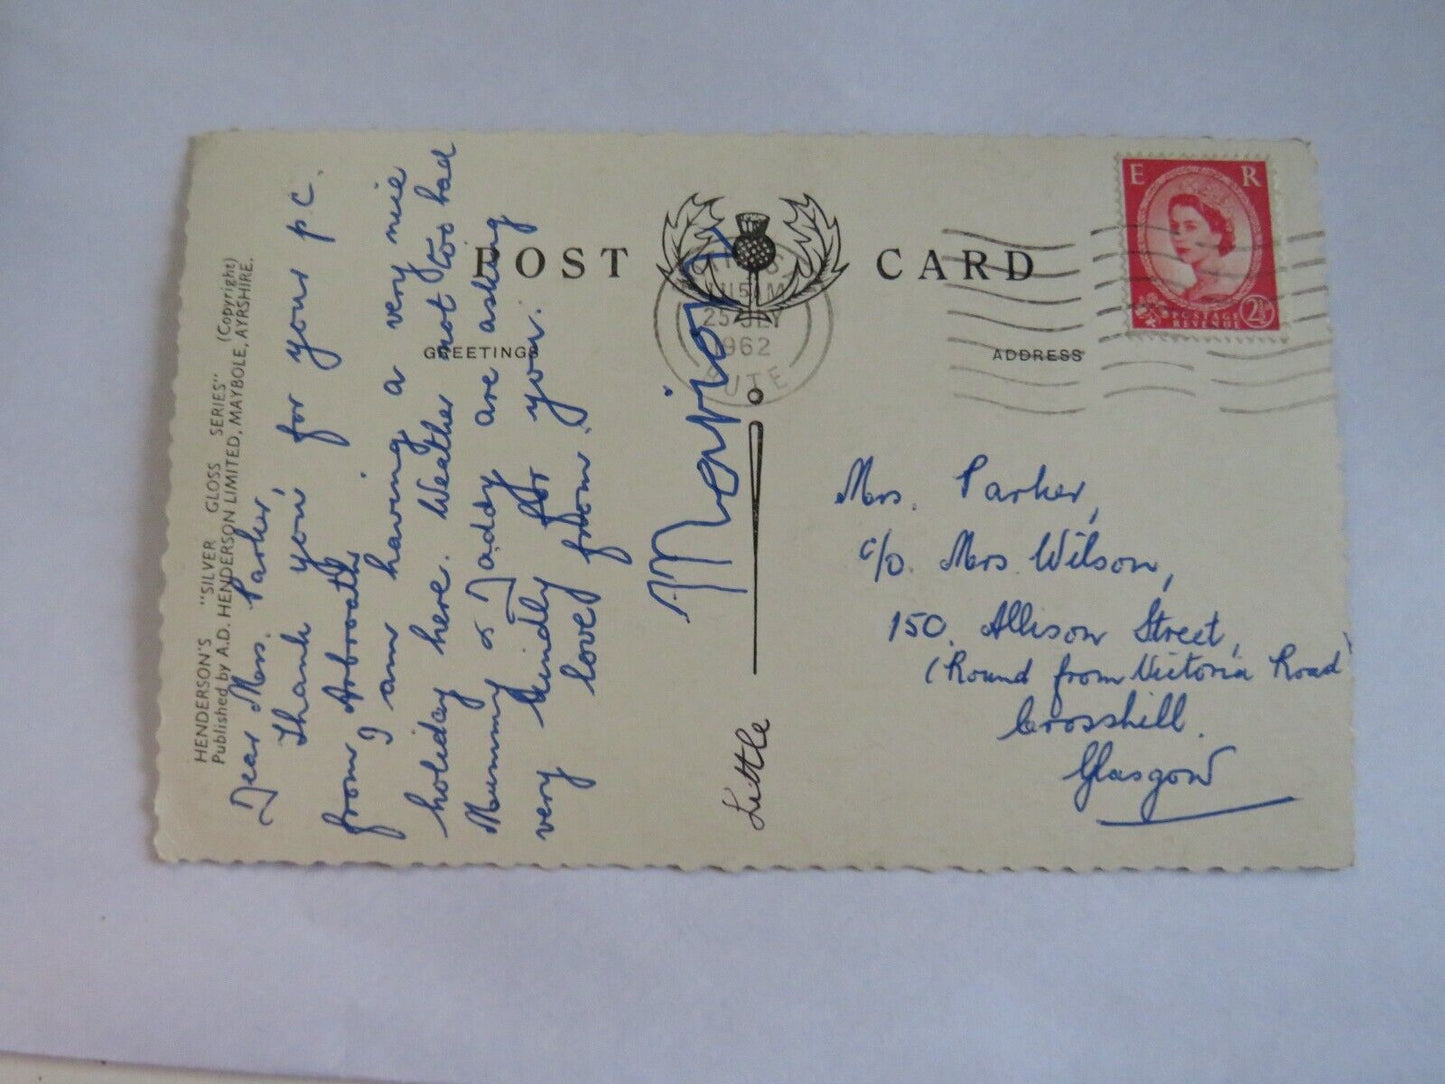 HENDERSON'S "SILVER GLOSS SERIES" (Copyright)
Published by A.D. HENDERSON LIMITED, MAYBOLE, AYRSHIRE.
POST CARD
GREETINGS
ADDRESS
Dear Mrs. Parker,
Thank you for your p.c.
from Arbroath.
I am having a very nice
holiday here. Weather not too bad
Mummy & Daddy are asking
very kindly for you.
love from
Little
25 JLY
1962
BUTE
E R
POSTAGE
REVENUE
2½
Mrs. Parker,
c/o. Mrs Wilson,
150, Allison Street,
(Round from Victoria Road)
Crosshill.
Glasgow